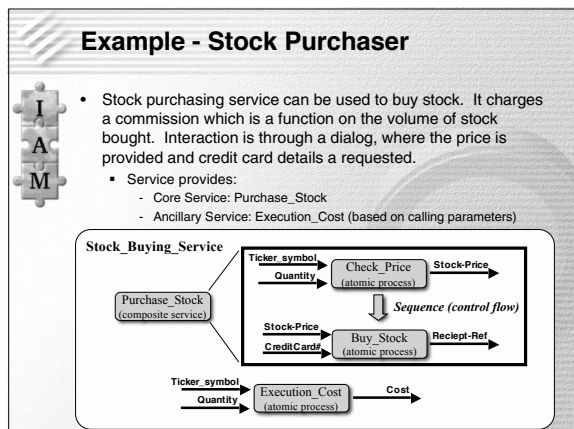 Example - Stock Purchaser
I
A
M
• Stock purchasing service can be used to buy stock. It charges
a commission which is a function on the volume of stock
bought. Interaction is through a dialog, where the price is
provided and credit card details a requested.
▪ Service provides:
- Core Service: Purchase_Stock
- Ancillary Service: Execution_Cost (based on calling parameters)
Stock_Buying_Service
Ticker_symbol
Quantity
Check_Price
(atomic process)
Stock-Price
Purchase_Stock
(composite service)
Sequence (control flow)
Stock-Price
CreditCard#
Buy_Stock
(atomic process)
Reciept-Ref
Ticker_symbol
Quantity
Execution_Cost
(atomic process)
Cost